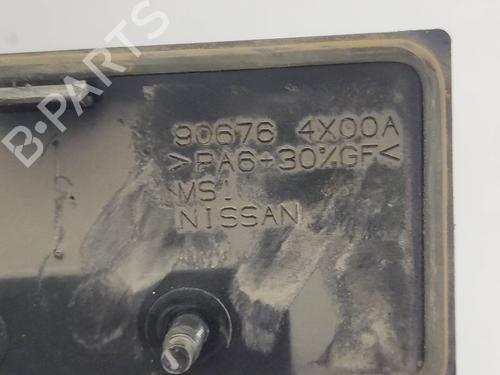 B-PARTS
90676 4X00A
>PA6+30%GF<
MS1
NISSAN